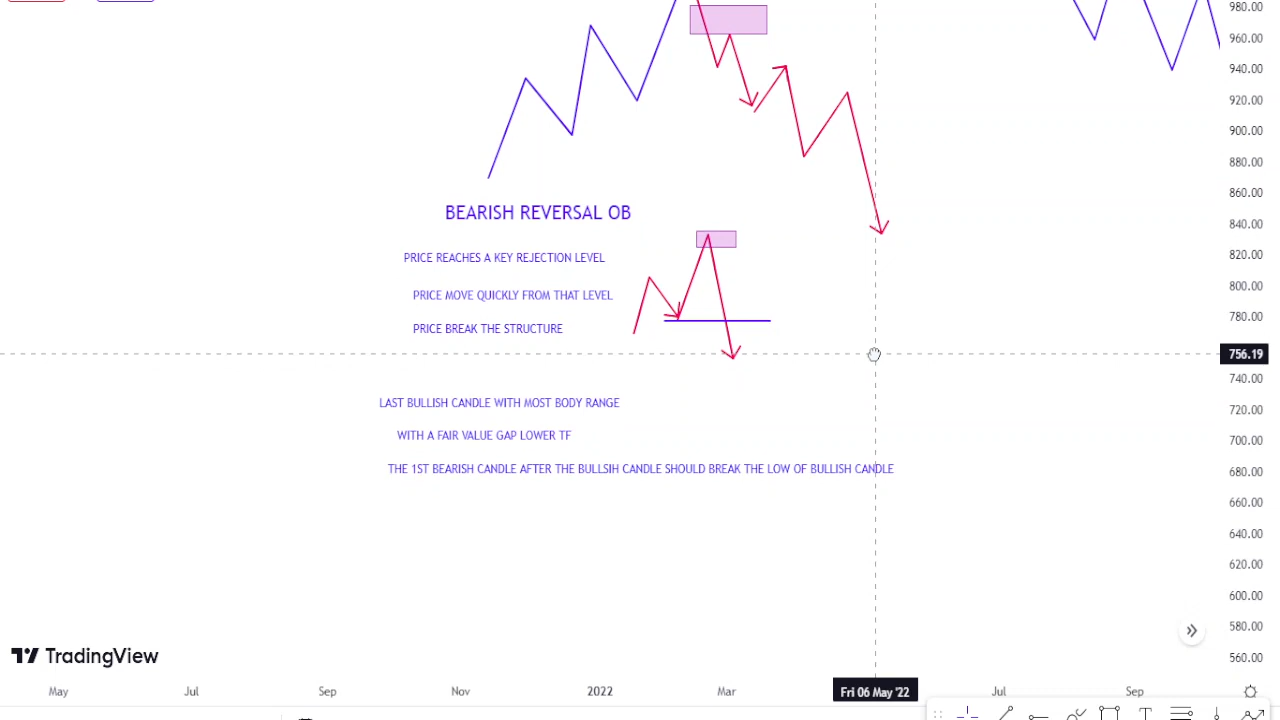 980.00
960.00
940.00
920.00
900.00
880.00
860.00
BEARISH REVERSAL OB
840.00
820.00
PRICE REACHES A KEY REJECTION LEVEL
800.00
PRICE MOVE QUICKLY FROM THAT LEVEL
780.00
PRICE BREAK THE STRUCTURE
756.19
740.00
LAST BULLISH CANDLE WITH MOST BODY RANGE
720.00
WITH A FAIR VALUE GAP LOWER TF
700.00
THE 1ST BEARISH CANDLE AFTER THE BULLSIH CANDLE SHOULD BREAK THE LOW OF BULLISH CANDLE
680.00
660.00
640.00
620.00
600.00
580.00
560.00
TradingView
May Jul Sep Nov 2022 Mar Fri 06 May '22 Jul Sep